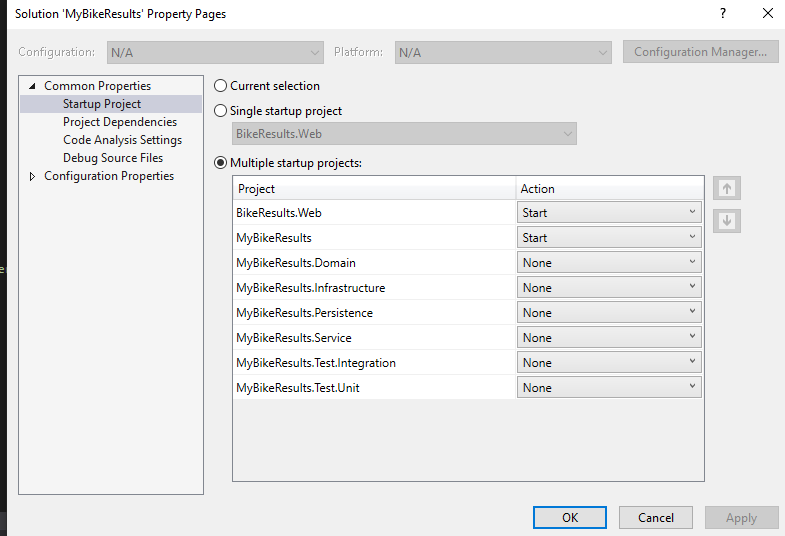 Solution 'MyBikeResults' Property Pages
? ×
Configuration: N/A Platform: N/A Configuration Manager...
Common Properties
Startup Project
Project Dependencies
Code Analysis Settings
Debug Source Files
Configuration Properties
Current selection
Single startup project
BikeResults.Web
Multiple startup projects:
Project Action
BikeResults.Web Start
MyBikeResults Start
MyBikeResults.Domain None
MyBikeResults.Infrastructure None
MyBikeResults.Persistence None
MyBikeResults.Service None
MyBikeResults.Test.Integration None
MyBikeResults.Test.Unit None
OK Cancel Apply